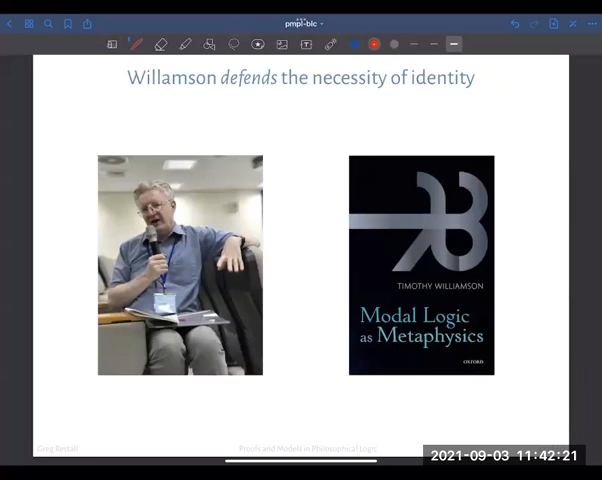 pmpl-blc
Willamson defends the necessity of identity
TIMOTHY WILLIAMSON
Modal Logic
as Metaphysics
OXFORD
Greg Restall
Proofs and Models in Philosophical Logic
2021-09-03 11:42:21